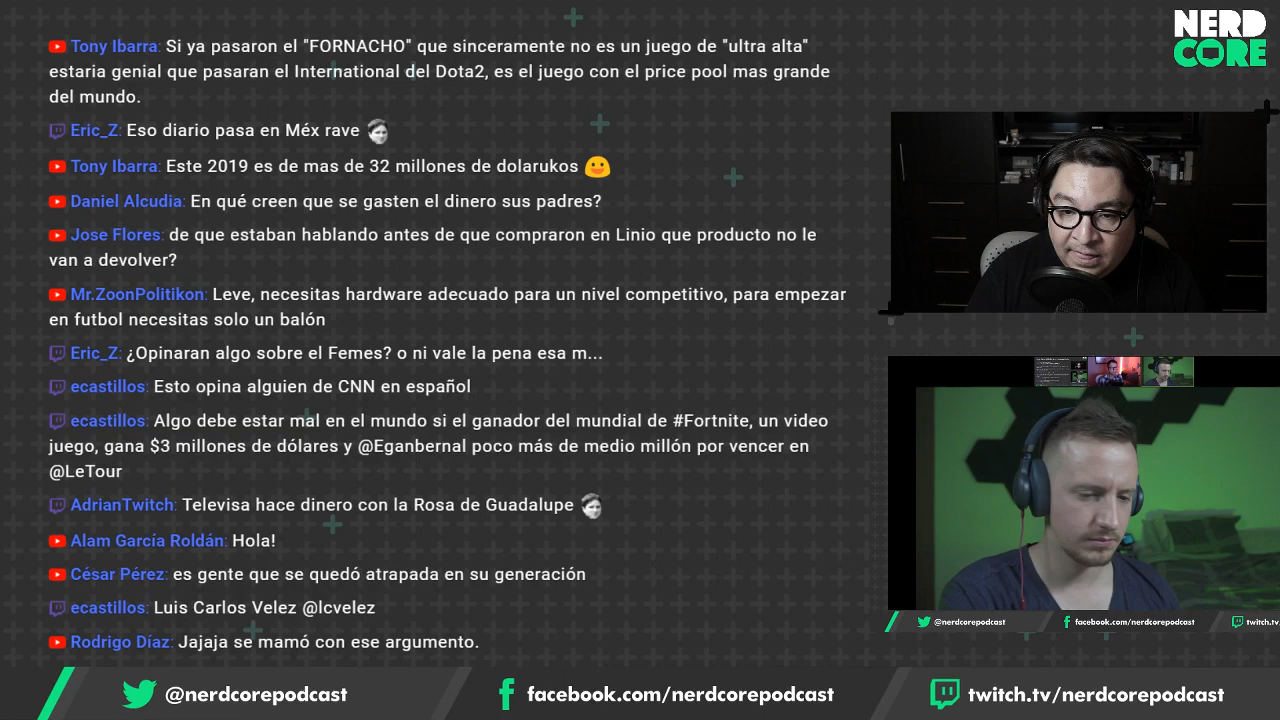 Tony Ibarra: Si ya pasaron el "FORNACHO" que sinceramente no es un juego de "ultra alta"
estaria genial que pasaran el International del Dota2, es el juego con el price pool mas grande
del mundo.
Eric_Z: Eso diario pasa en Méx rave
Tony Ibarra: Este 2019 es de mas de 32 millones de dolarukos
Daniel Alcudia: En qué creen que se gasten el dinero sus padres?
Jose Flores: de que estaban hablando antes de que compraron en Linio que producto no le
van a devolver?
Mr.ZoonPolitikon: Leve, necesitas hardware adecuado para un nivel competitivo, para empezar
en futbol necesitas solo un balón
Eric_Z: ¿Opinaran algo sobre el Femes? o ni vale la pena esa m...
ecastillos: Esto opina alguien de CNN en español
ecastillos: Algo debe estar mal en el mundo si el ganador del mundial de #Fortnite, un video
juego, gana $3 millones de dólares y @Eganbernal poco más de medio millón por vencer en
@LeTour
AdrianTwitch: Televisa hace dinero con la Rosa de Guadalupe
Alam García Roldán: Hola!
César Pérez: es gente que se quedó atrapada en su generación
ecastillos: Luis Carlos Velez @lcvelez
Rodrigo Díaz: Jajaja se mamó con ese argumento.
NERD
CORE
@nerdcorepodcast
facebook.com/nerdcorepodcast
twitch.tv
@nerdcorepodcast
facebook.com/nerdcorepodcast
twitch.tv/nerdcorepodcast